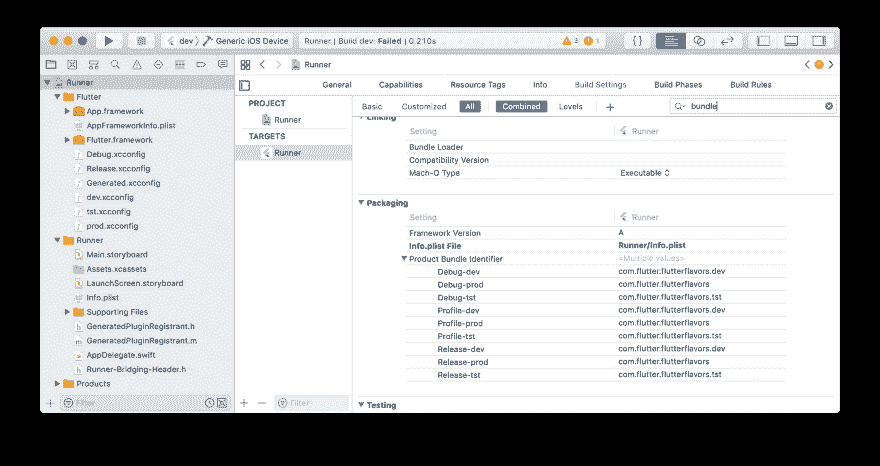 dev
Generic iOS Device
Runner | Build dev: Failed | 0.210s
3
1
Runner
Runner
General
Capabilities
Resource Tags
Info
Build Settings
Build Phases
Build Rules
Basic
Customized
All
Combined
Levels
+
bundle
Runner
Flutter
App.framework
AppFrameworkInfo.plist
Flutter.framework
Debug.xcconfig
Release.xcconfig
Generated.xcconfig
dev.xcconfig
tst.xcconfig
prod.xcconfig
Runner
Main.storyboard
Assets.xcassets
LaunchScreen.storyboard
Info.plist
Supporting Files
GeneratedPluginRegistrant.h
GeneratedPluginRegistrant.m
AppDelegate.swift
Runner-Bridging-Header.h
Products
Filter
PROJECT
Runner
TARGETS
Runner
Filter
Linking
Setting Runner
Bundle Loader
Compatibility Version
Mach-O Type Executable
Packaging
Setting Runner
Framework Version A
Info.plist File Runner/Info.plist
Product Bundle Identifier <Multiple values>
Debug-dev com.flutter.flutterflavors.dev
Debug-prod com.flutter.flutterflavors
Debug-tst com.flutter.flutterflavors.tst
Profile-dev com.flutter.flutterflavors.dev
Profile-prod com.flutter.flutterflavors
Profile-tst com.flutter.flutterflavors.tst
Release-dev com.flutter.flutterflavors.dev
Release-prod com.flutter.flutterflavors
Release-tst com.flutter.flutterflavors.tst
Testing